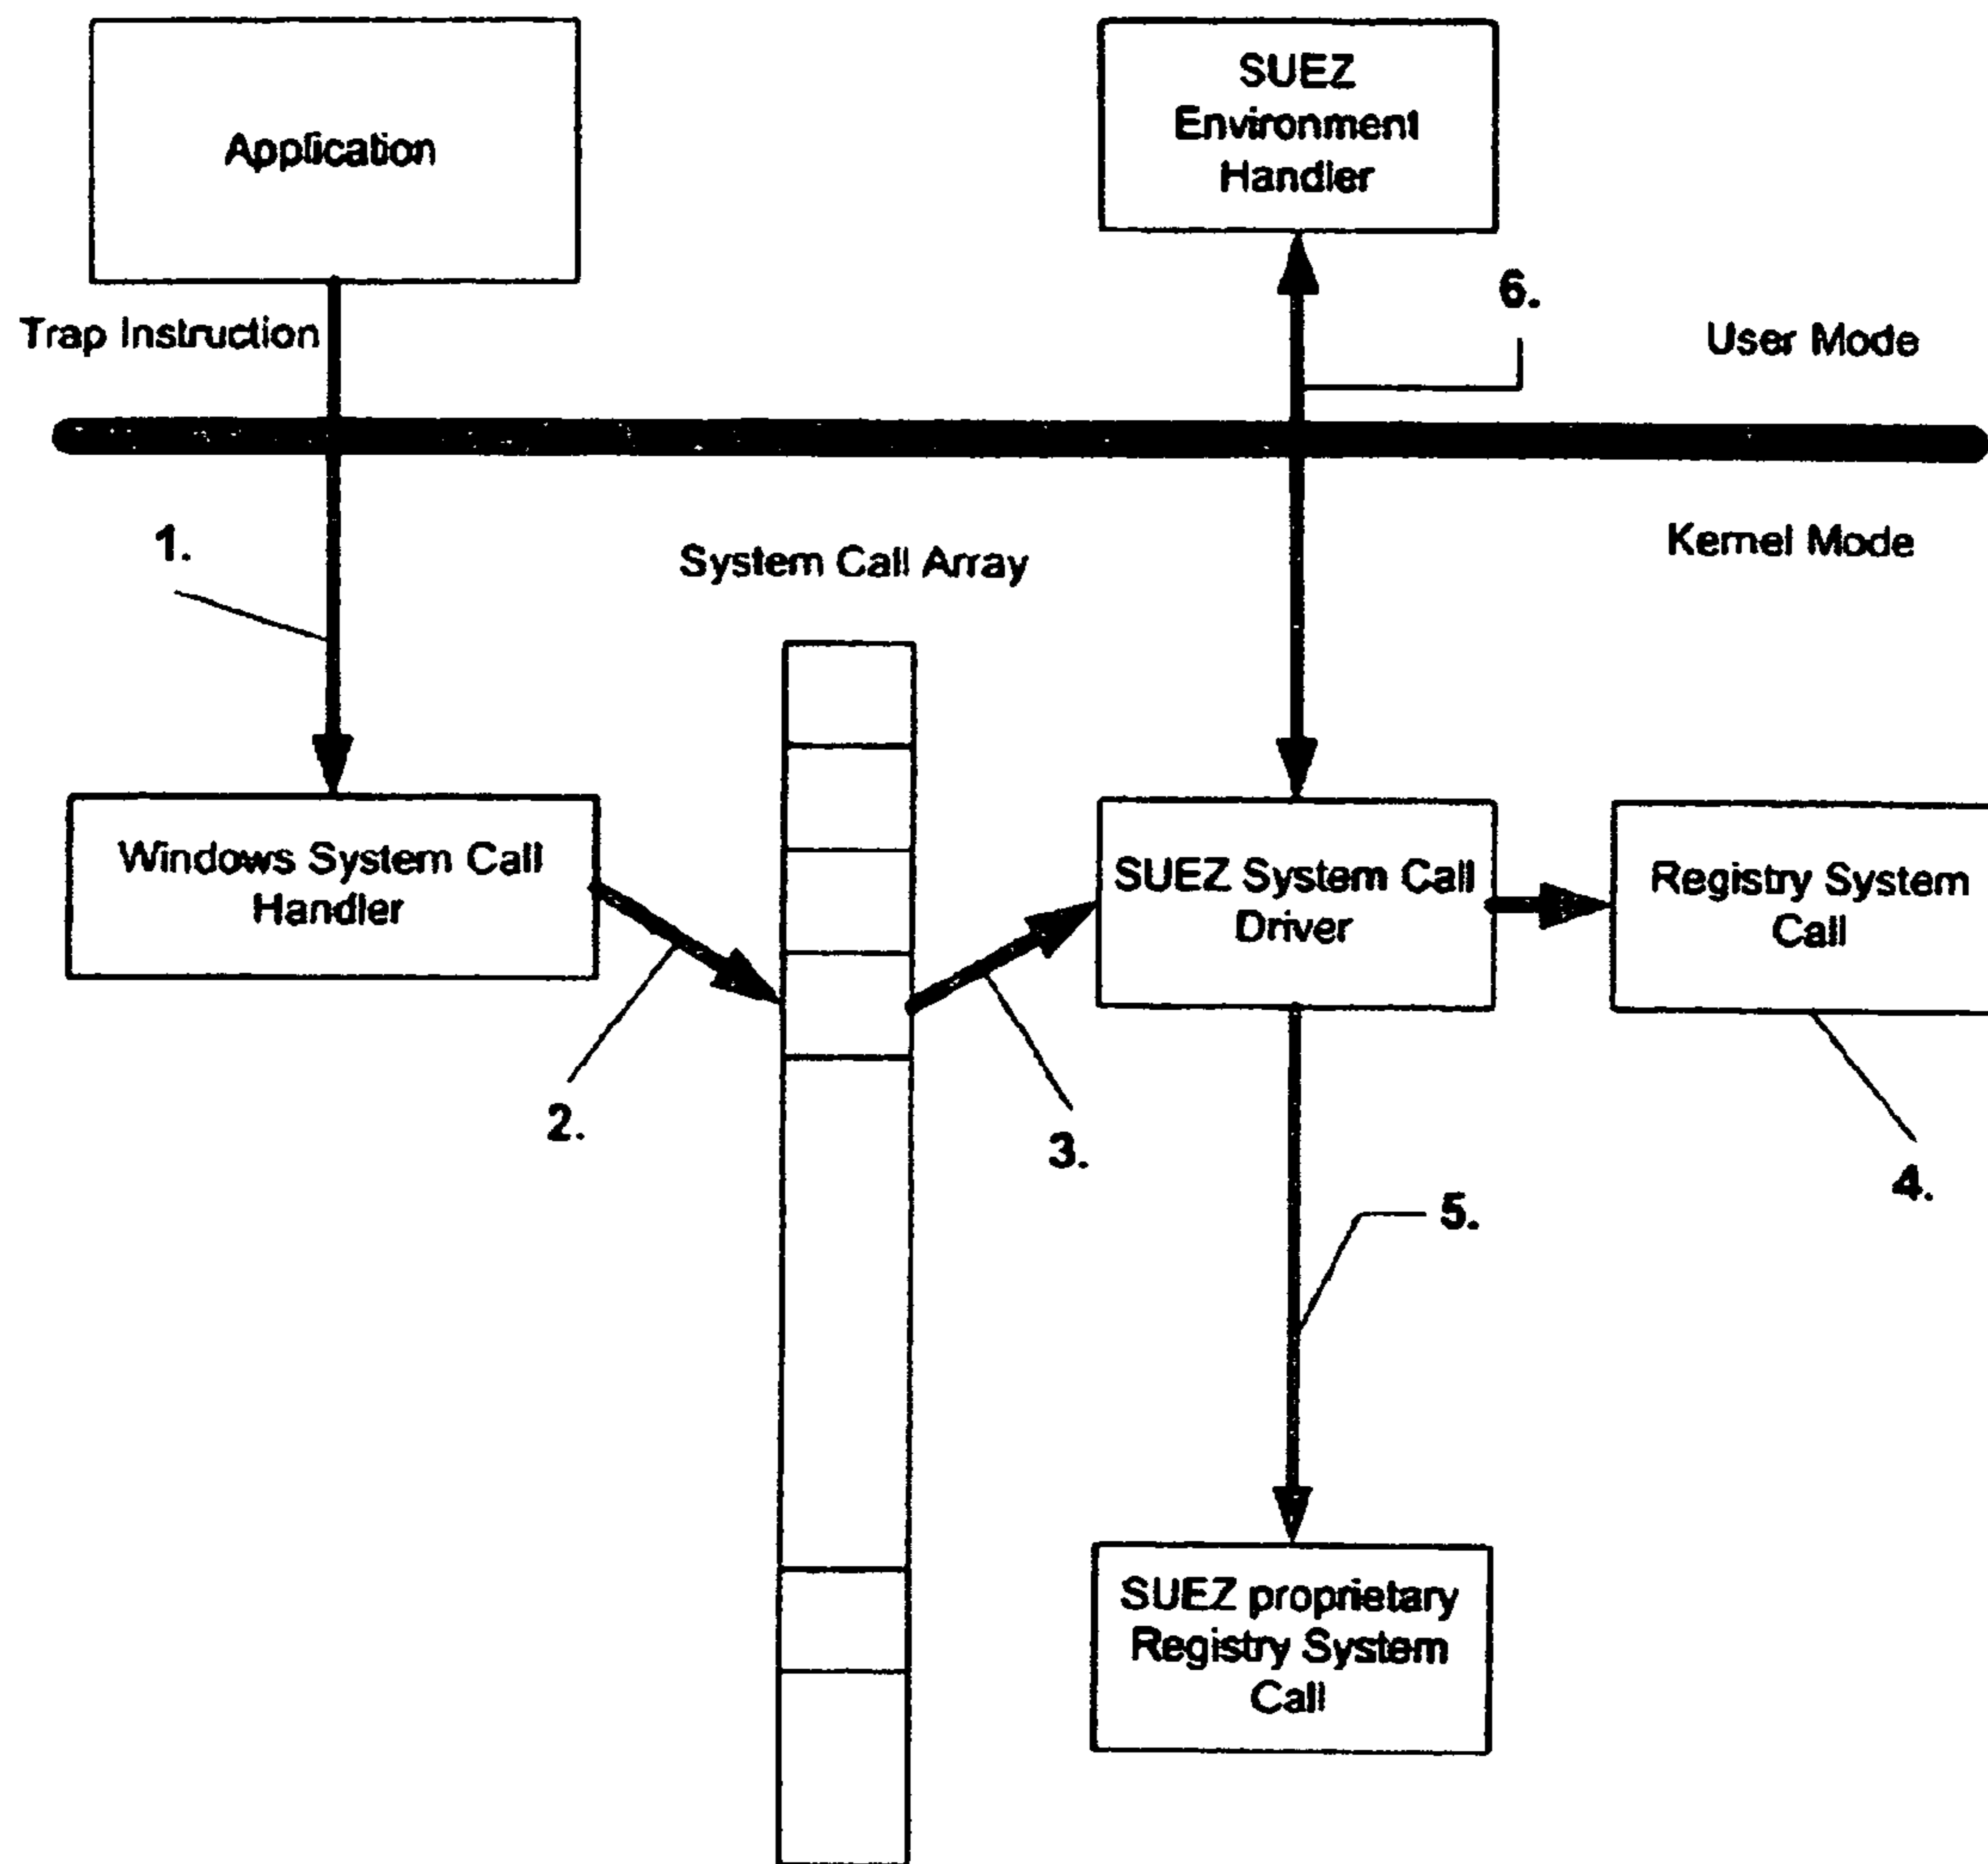 Application
SUEZ
Environment
Handler
Trap Instruction
6.
User Mode
1.
System Call Array
Kernel Mode
Windows System Call
Handler
SUEZ System Call
Driver
Registry System
Call
2.
3.
4.
5.
SUEZ proprietary
Registry System
Call